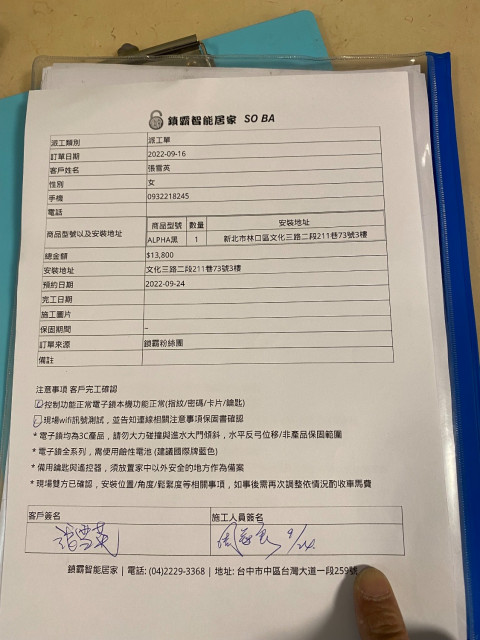 鎖霸智能居家 SO BA
派工類別 派工單
訂單日期 2022-09-16
客戶姓名 張雪英
性別 女
手機 0932218245
電話
商品型號以及安裝地址 商品型號 數量 安裝地址
ALPHA黑 1 新北市林口區文化三路二段211巷73號3樓
總金額 $13,800
安裝地址 文化三路二段211巷73號3樓
預約日期 2022-09-24
完工日期
施工圖片
保固期間 –
訂單來源 鎖霸粉絲團
備註
注意事項 客戶完工確認
控制功能正常電子鎖本機功能正常(指紋/密碼/卡片/鑰匙)
現場wifi訊號測試，並告知連線相關注意事項保固書確認
* 電子鎖均為3C產品，請勿大力碰撞與進水大門傾斜，水平反弓位移/非產品保固範圍
* 電子鎖全系列，需使用鹼性電池 (建議國際牌藍色)
* 備用鑰匙與遙控器，須放置家中以外安全的地方作為備案
* 現場雙方已確認，安裝位置/角度/鬆緊度等相關事項，如事後需再次調整依情況酌收車馬費
客戶簽名 施工人員簽名
張雪英 9/24
鎖霸智能居家 | 電話: (04)2229-3368 | 地址: 台中市中區台灣大道一段259號